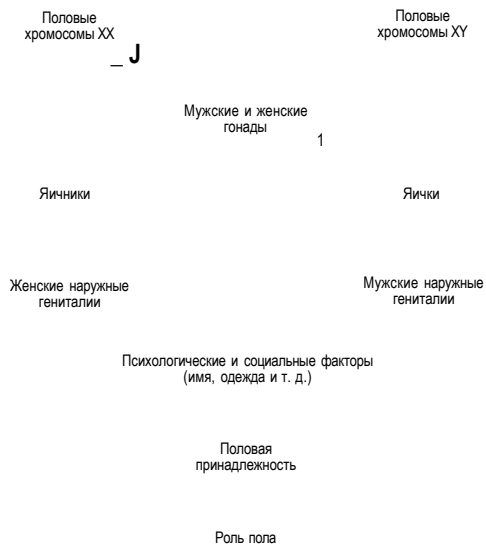 Половые
хромосомы XX
_ J
Половые
хромосомы XY
Мужские и женские
гонады
1
Яичники
Яички
Женские наружные
гениталии
Мужские наружные
гениталии
Психологические и социальные факторы
(имя, одежда и т. д.)
Половая
принадлежность
Роль пола